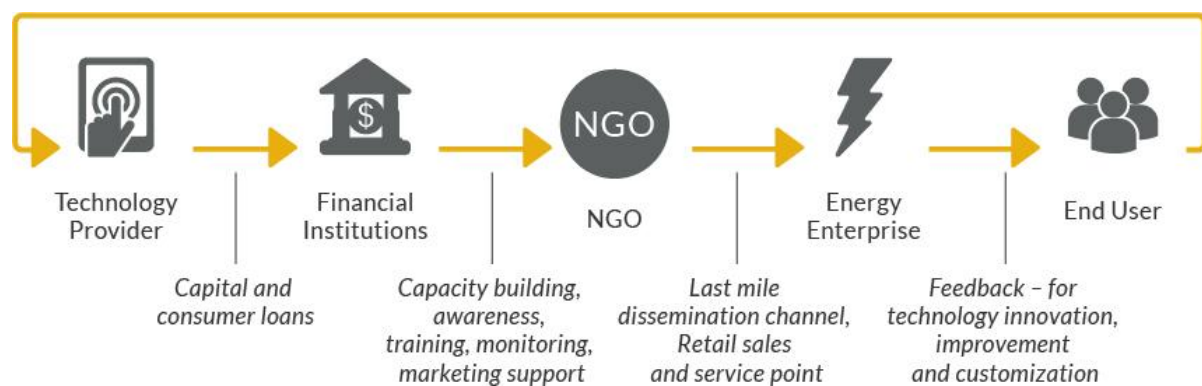 $
NGO
Technology
Provider
Financial
Institutions
NGO
Energy
Enterprise
End User
Capital and
consumer loans
Capacity building,
awareness,
training, monitoring,
marketing support
Last mile
dissemination channel,
Retail sales
and service point
Feedback – for
technology innovation,
improvement
and customization